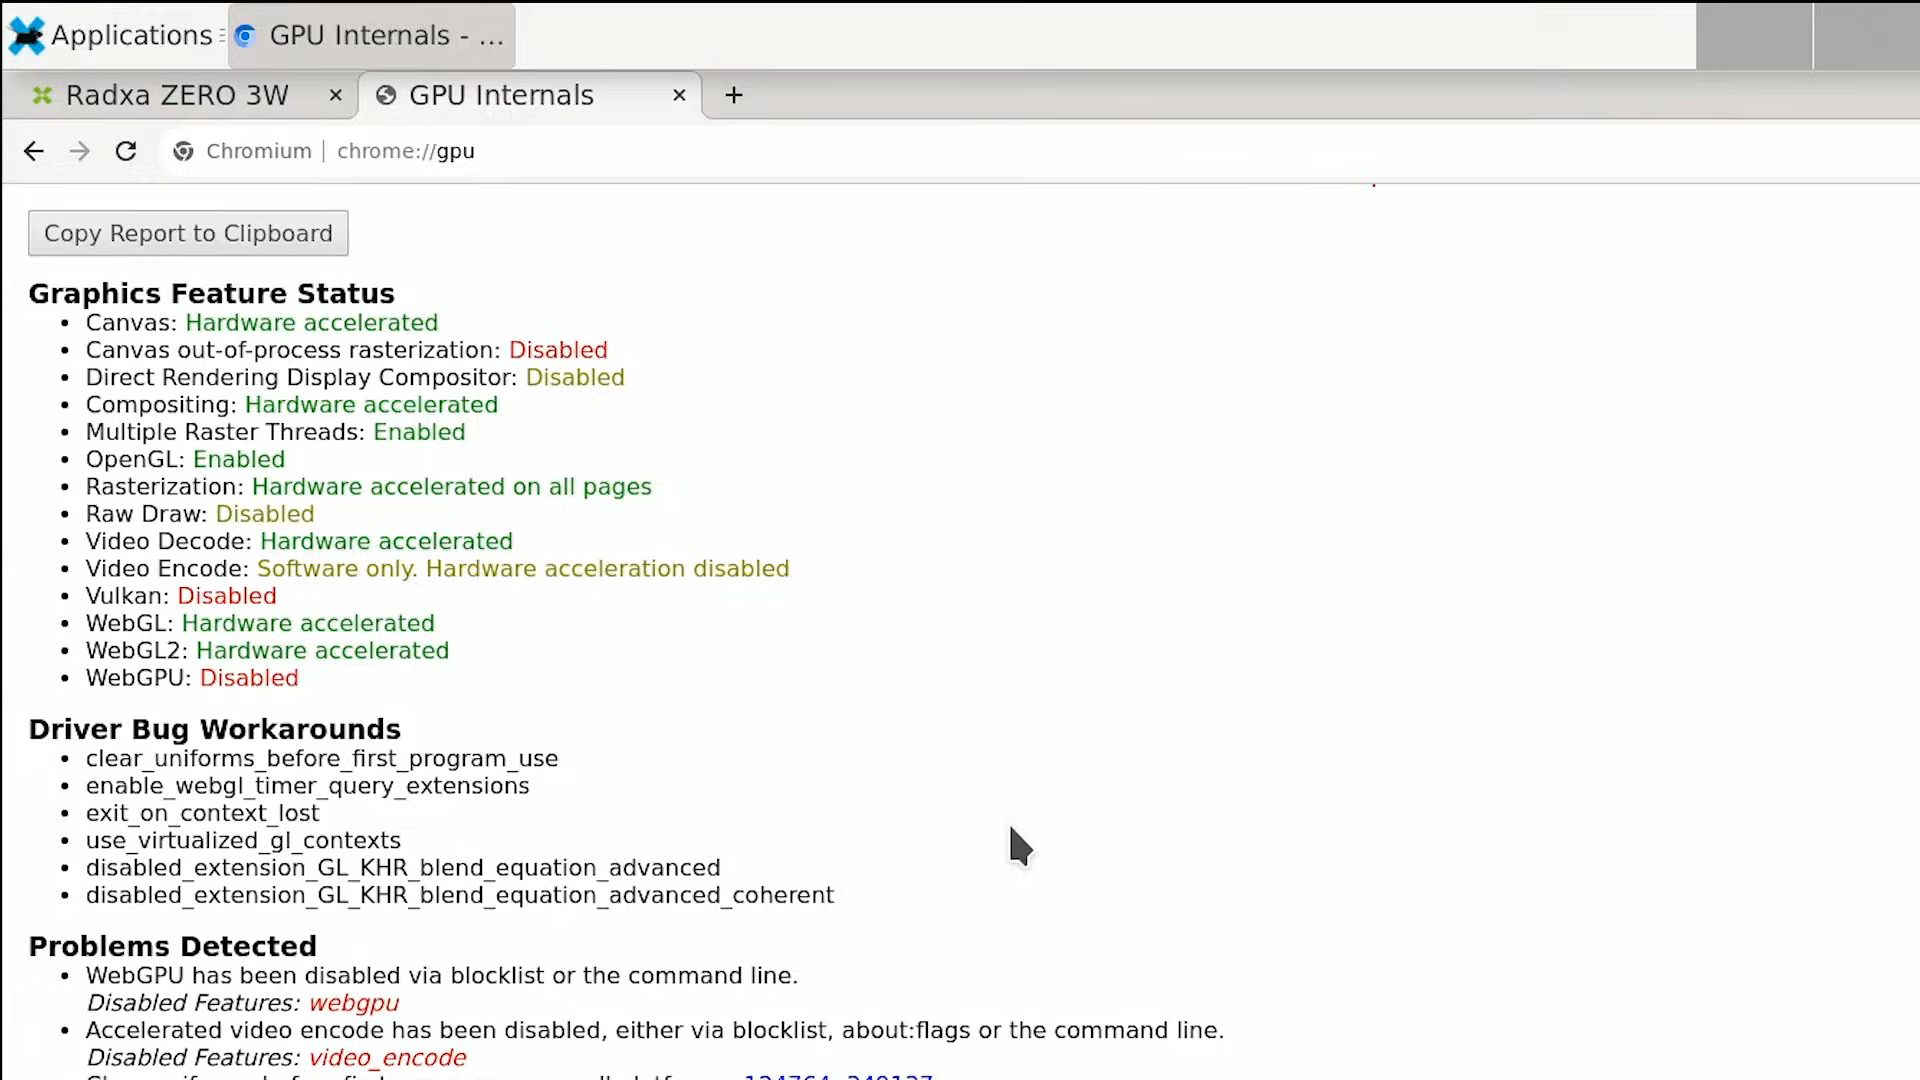 Applications
GPU Internals - ...
Radxa ZERO 3W
GPU Internals
Chromium | chrome://gpu
Copy Report to Clipboard
Graphics Feature Status
• Canvas: Hardware accelerated
• Canvas out-of-process rasterization: Disabled
• Direct Rendering Display Compositor: Disabled
• Compositing: Hardware accelerated
• Multiple Raster Threads: Enabled
• OpenGL: Enabled
• Rasterization: Hardware accelerated on all pages
• Raw Draw: Disabled
• Video Decode: Hardware accelerated
• Video Encode: Software only. Hardware acceleration disabled
• Vulkan: Disabled
• WebGL: Hardware accelerated
• WebGL2: Hardware accelerated
• WebGPU: Disabled
Driver Bug Workarounds
• clear_uniforms_before_first_program_use
• enable_webgl_timer_query_extensions
• exit_on_context_lost
• use_virtualized_gl_contexts
• disabled_extension_GL_KHR_blend_equation_advanced
• disabled_extension_GL_KHR_blend_equation_advanced_coherent
Problems Detected
• WebGPU has been disabled via blocklist or the command line.
Disabled Features: webgpu
• Accelerated video encode has been disabled, either via blocklist, about:flags or the command line.
Disabled Features: video_encode